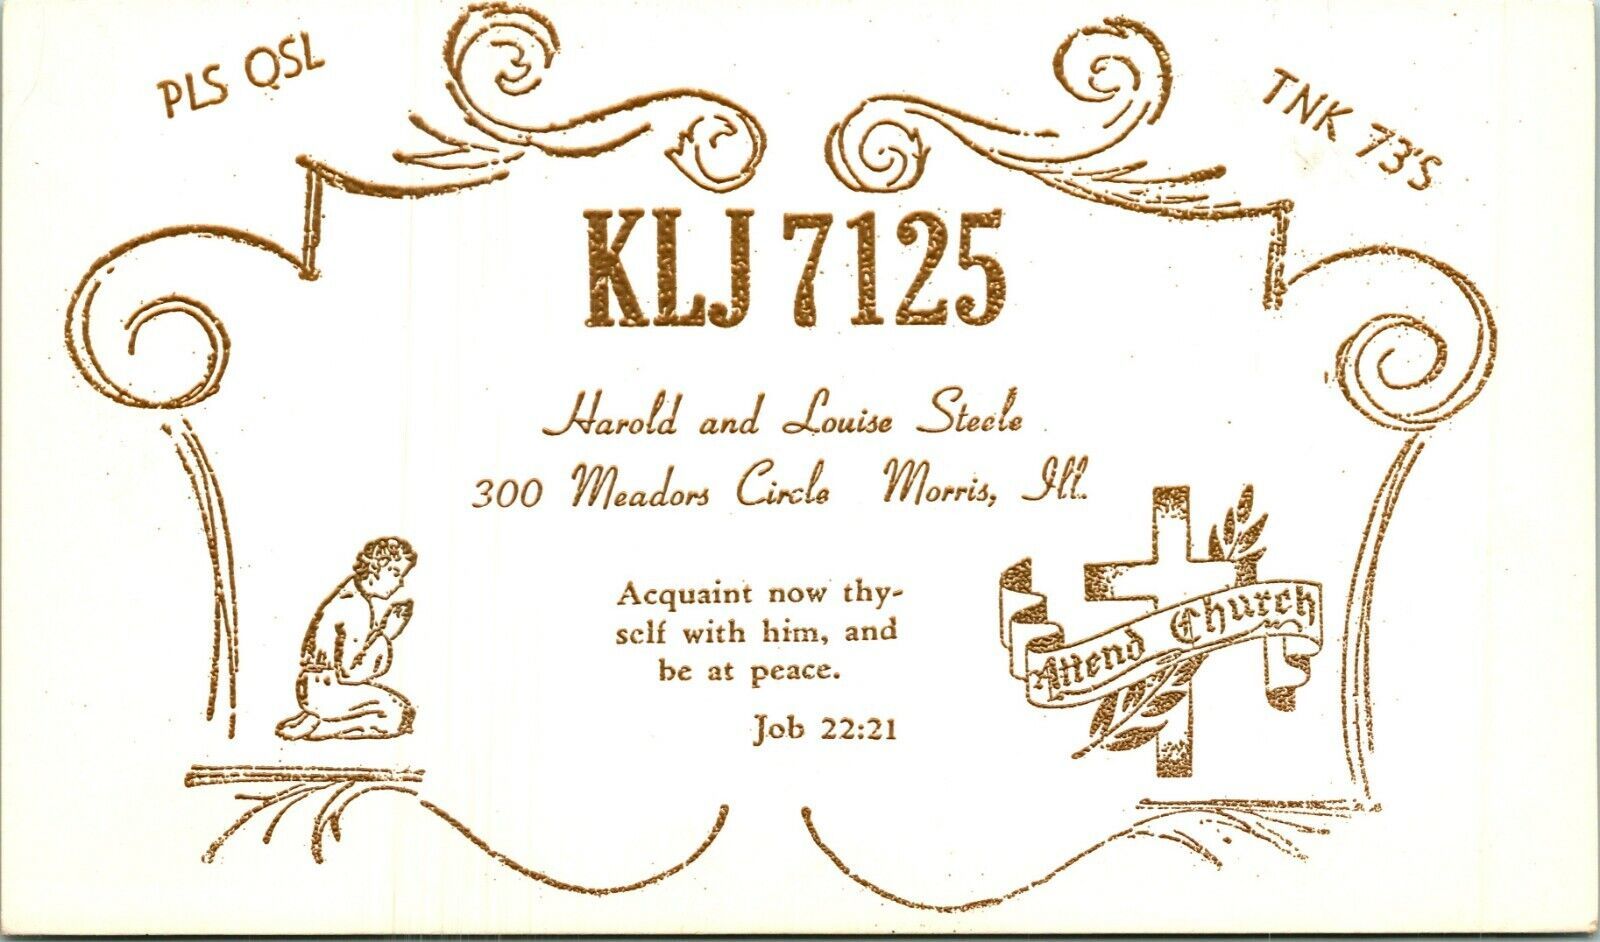 PLS QSL
TNK 73'S
KLJ 7125
Harold and Louise Steele
300 Meadors Circle Morris, Ill.
Acquaint now thy-
self with him, and
be at peace.
Job 22:21
Attend Church